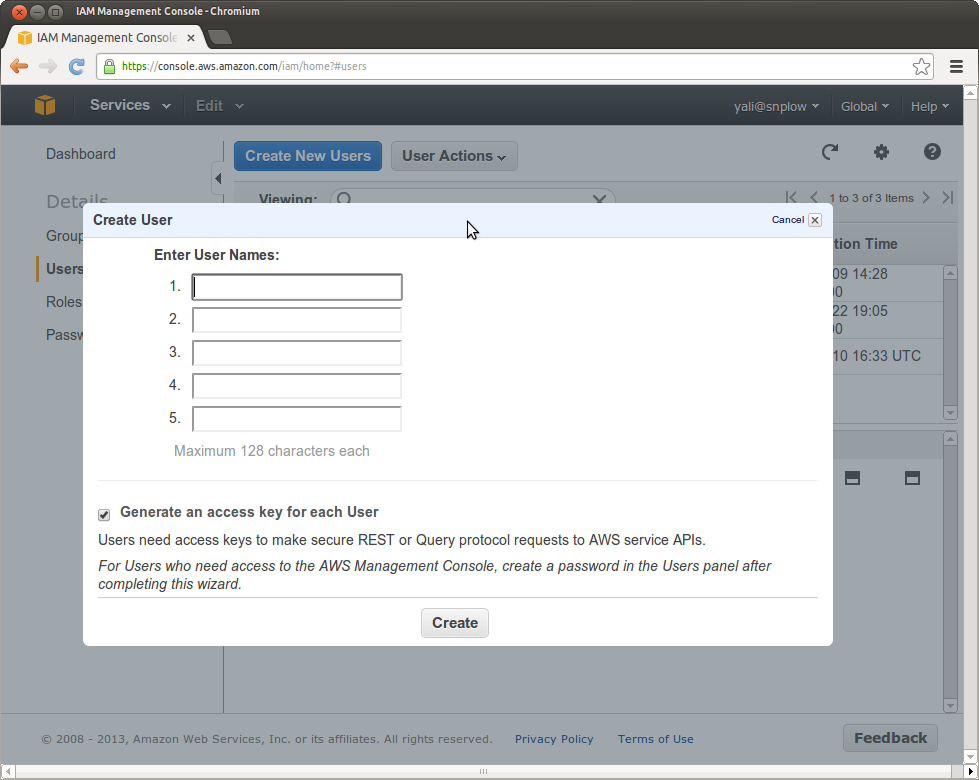 IAM Management Console - Chromium
IAM Management Console
https://console.aws.amazon.com/iam/home?#users
Services
Edit
yali@snplow
Global
Help
Dashboard
Create New Users
User Actions
Details
Viewing:
1 to 3 of 3 Items
Create User
Cancel
Group
Users
Roles
Passw
tion Time
09 14:28
00
22 19:05
00
10 16:33 UTC
Enter User Names:
1.
2.
3.
4.
5.
Maximum 128 characters each
Generate an access key for each User
Users need access keys to make secure REST or Query protocol requests to AWS service APIs.
For Users who need access to the AWS Management Console, create a password in the Users panel after
completing this wizard.
Create
© 2008 - 2013, Amazon Web Services, Inc. or its affiliates. All rights reserved.
Privacy Policy
Terms of Use
Feedback